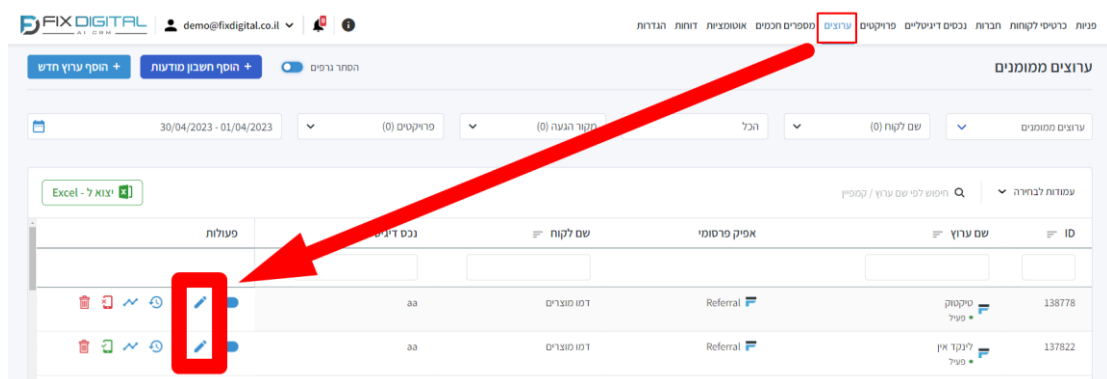 FIX DIGITAL
AI CRM
demo@fixdigital.co.il
פניות כרטיסי לקוחות חברות נכסים דיגיטליים פרויקטים ערוצים מספרים חכמים אוטומציות דוחות הגדרות
ערוצים ממומנים
הסתר גרפים
+ הוסף חשבון מודעות
+ הוסף ערוץ חדש
ערוצים ממומנים
שם לקוח (0)
הכל
מקור הגעה (0)
פרויקטים (0)
30/04/2023 - 01/04/2023
עמודות לבחירה
חיפוש לפי שם ערוץ / קמפיין
יצוא ל - Excel
ID שם ערוץ אפיק פרסומי שם לקוח נכס דיגי פעולות
138778 טיקטוק Referral דמו מוצרים aa
פעיל
137822 לינקד אין Referral דמו מוצרים aa
פעיל